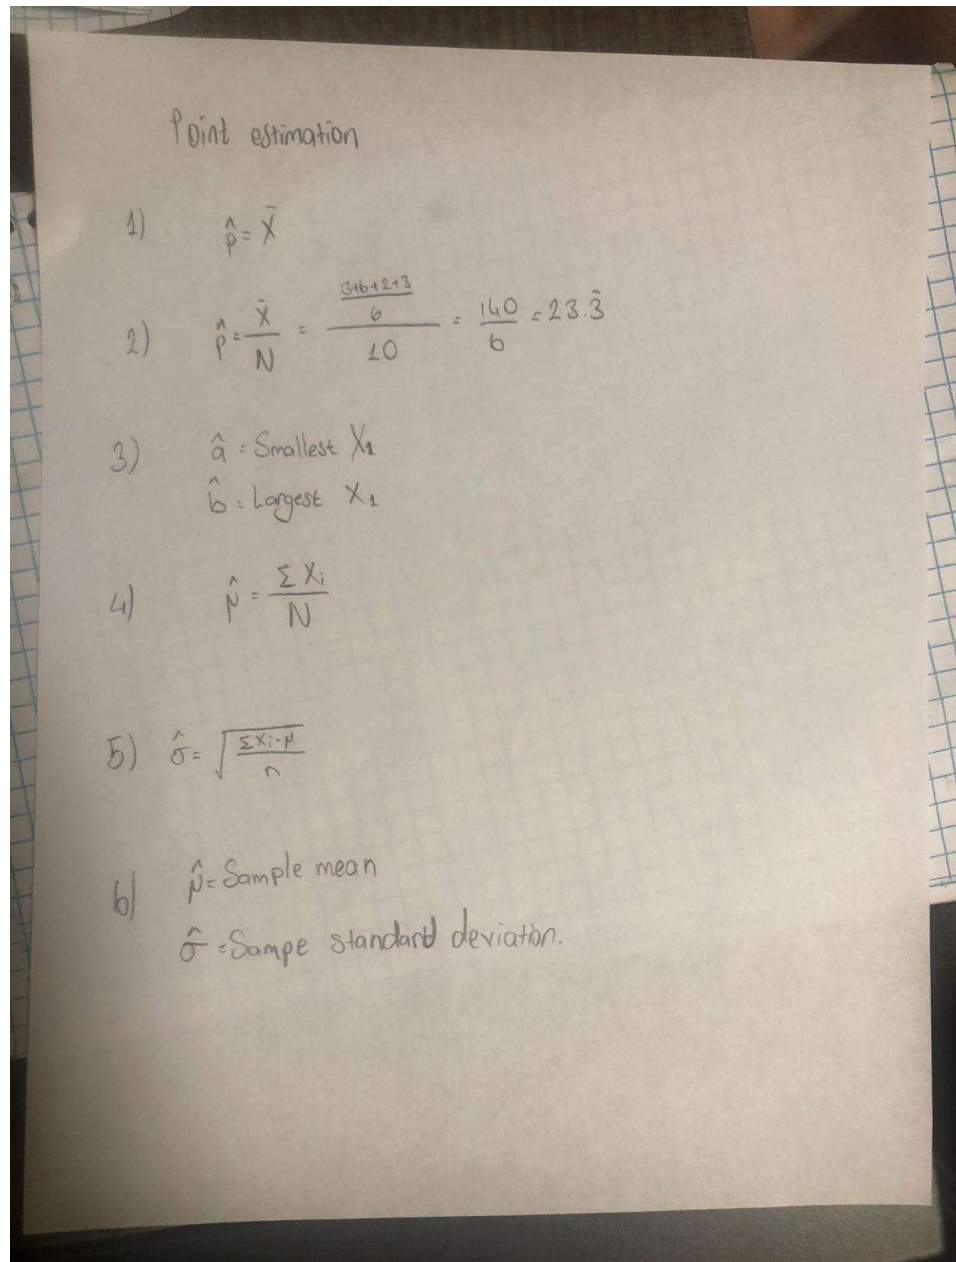 Point estimation
1) p̂ = X̄
2) p̂ = X̄/N = ((3+6+2+3)/6)/10 = 140/6 = 23.3̄
3) â = Smallest X₁
b̂ = Largest X₁
4) μ̂ = Σ Xᵢ / N
5) σ̂ = √((ΣXᵢ-μ)/n)
6) μ̂ = Sample mean
σ̂ = Sampe standard deviation.